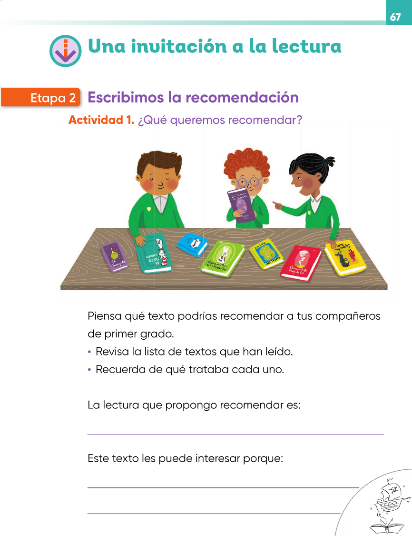 67
Una invitación a la lectura
Etapa 2 Escribimos la recomendación
Actividad 1. ¿Qué queremos recomendar?
Piensa qué texto podrías recomendar a tus compañeros
de primer grado.
• Revisa la lista de textos que han leído.
• Recuerda de qué trataba cada uno.
La lectura que propongo recomendar es:
Este texto les puede interesar porque: